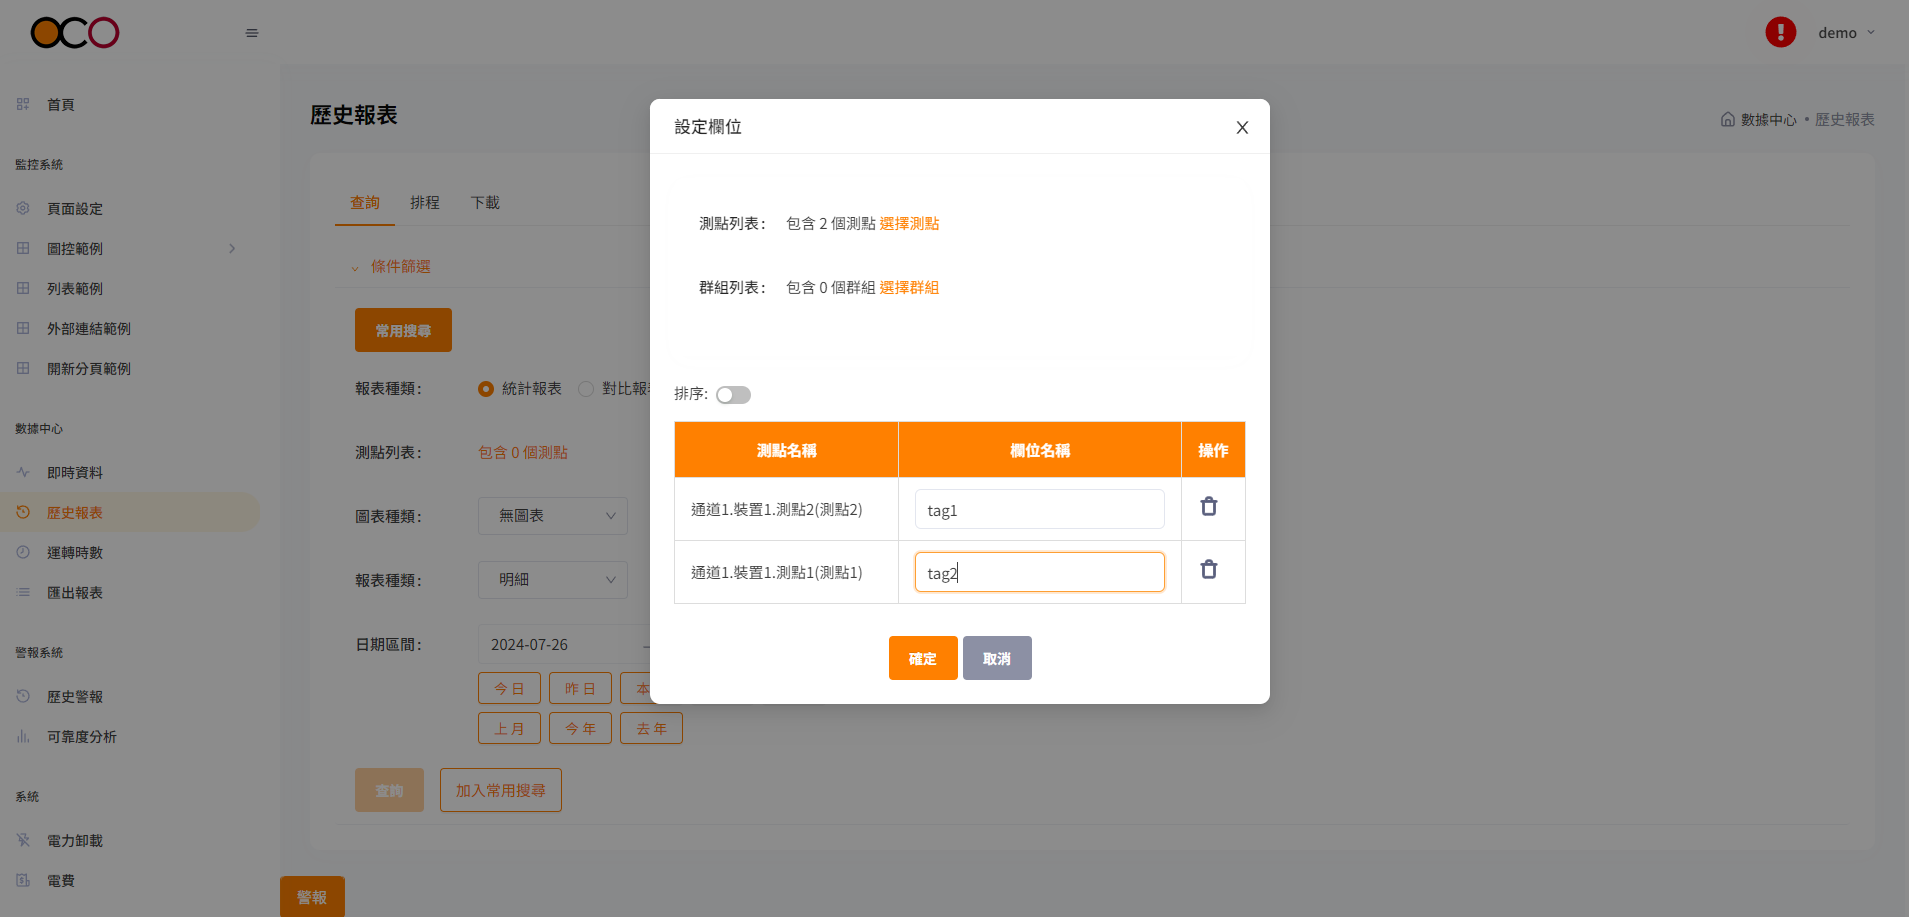 OCO
demo
首頁
監控系統
頁面設定
圖控範例
列表範例
外部連結範例
開新分頁範例
數據中心
即時資料
歷史報表
運轉時數
匯出報表
警報系統
歷史警報
可靠度分析
系統
電力卸載
電費
歷史報表
數據中心 • 歷史報表
查詢 排程 下載
條件篩選
常用搜尋
報表種類： 統計報表 對比報
測點列表： 包含 0 個測點
圖表種類： 無圖表
報表種類： 明細
日期區間： 2024-07-26
今日 昨日 本
上月 今年 去年
查詢 加入常用搜尋
警報
設定欄位
測點列表： 包含 2 個測點 選擇測點
群組列表： 包含 0 個群組 選擇群組
排序:
測點名稱 欄位名稱 操作
通道1.裝置1.測點2(測點2) tag1
通道1.裝置1.測點1(測點1) tag2
確定 取消